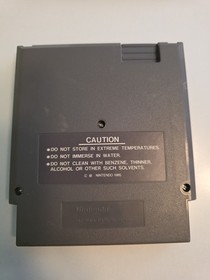 CAUTION
●DO NOT STORE IN EXTREME TEMPERATURES.
●DO NOT IMMERSE IN WATER.
●DO NOT CLEAN WITH BENZENE, THINNER,
ALCOHOL OR OTHER SUCH SOLVENTS.
NINTENDO